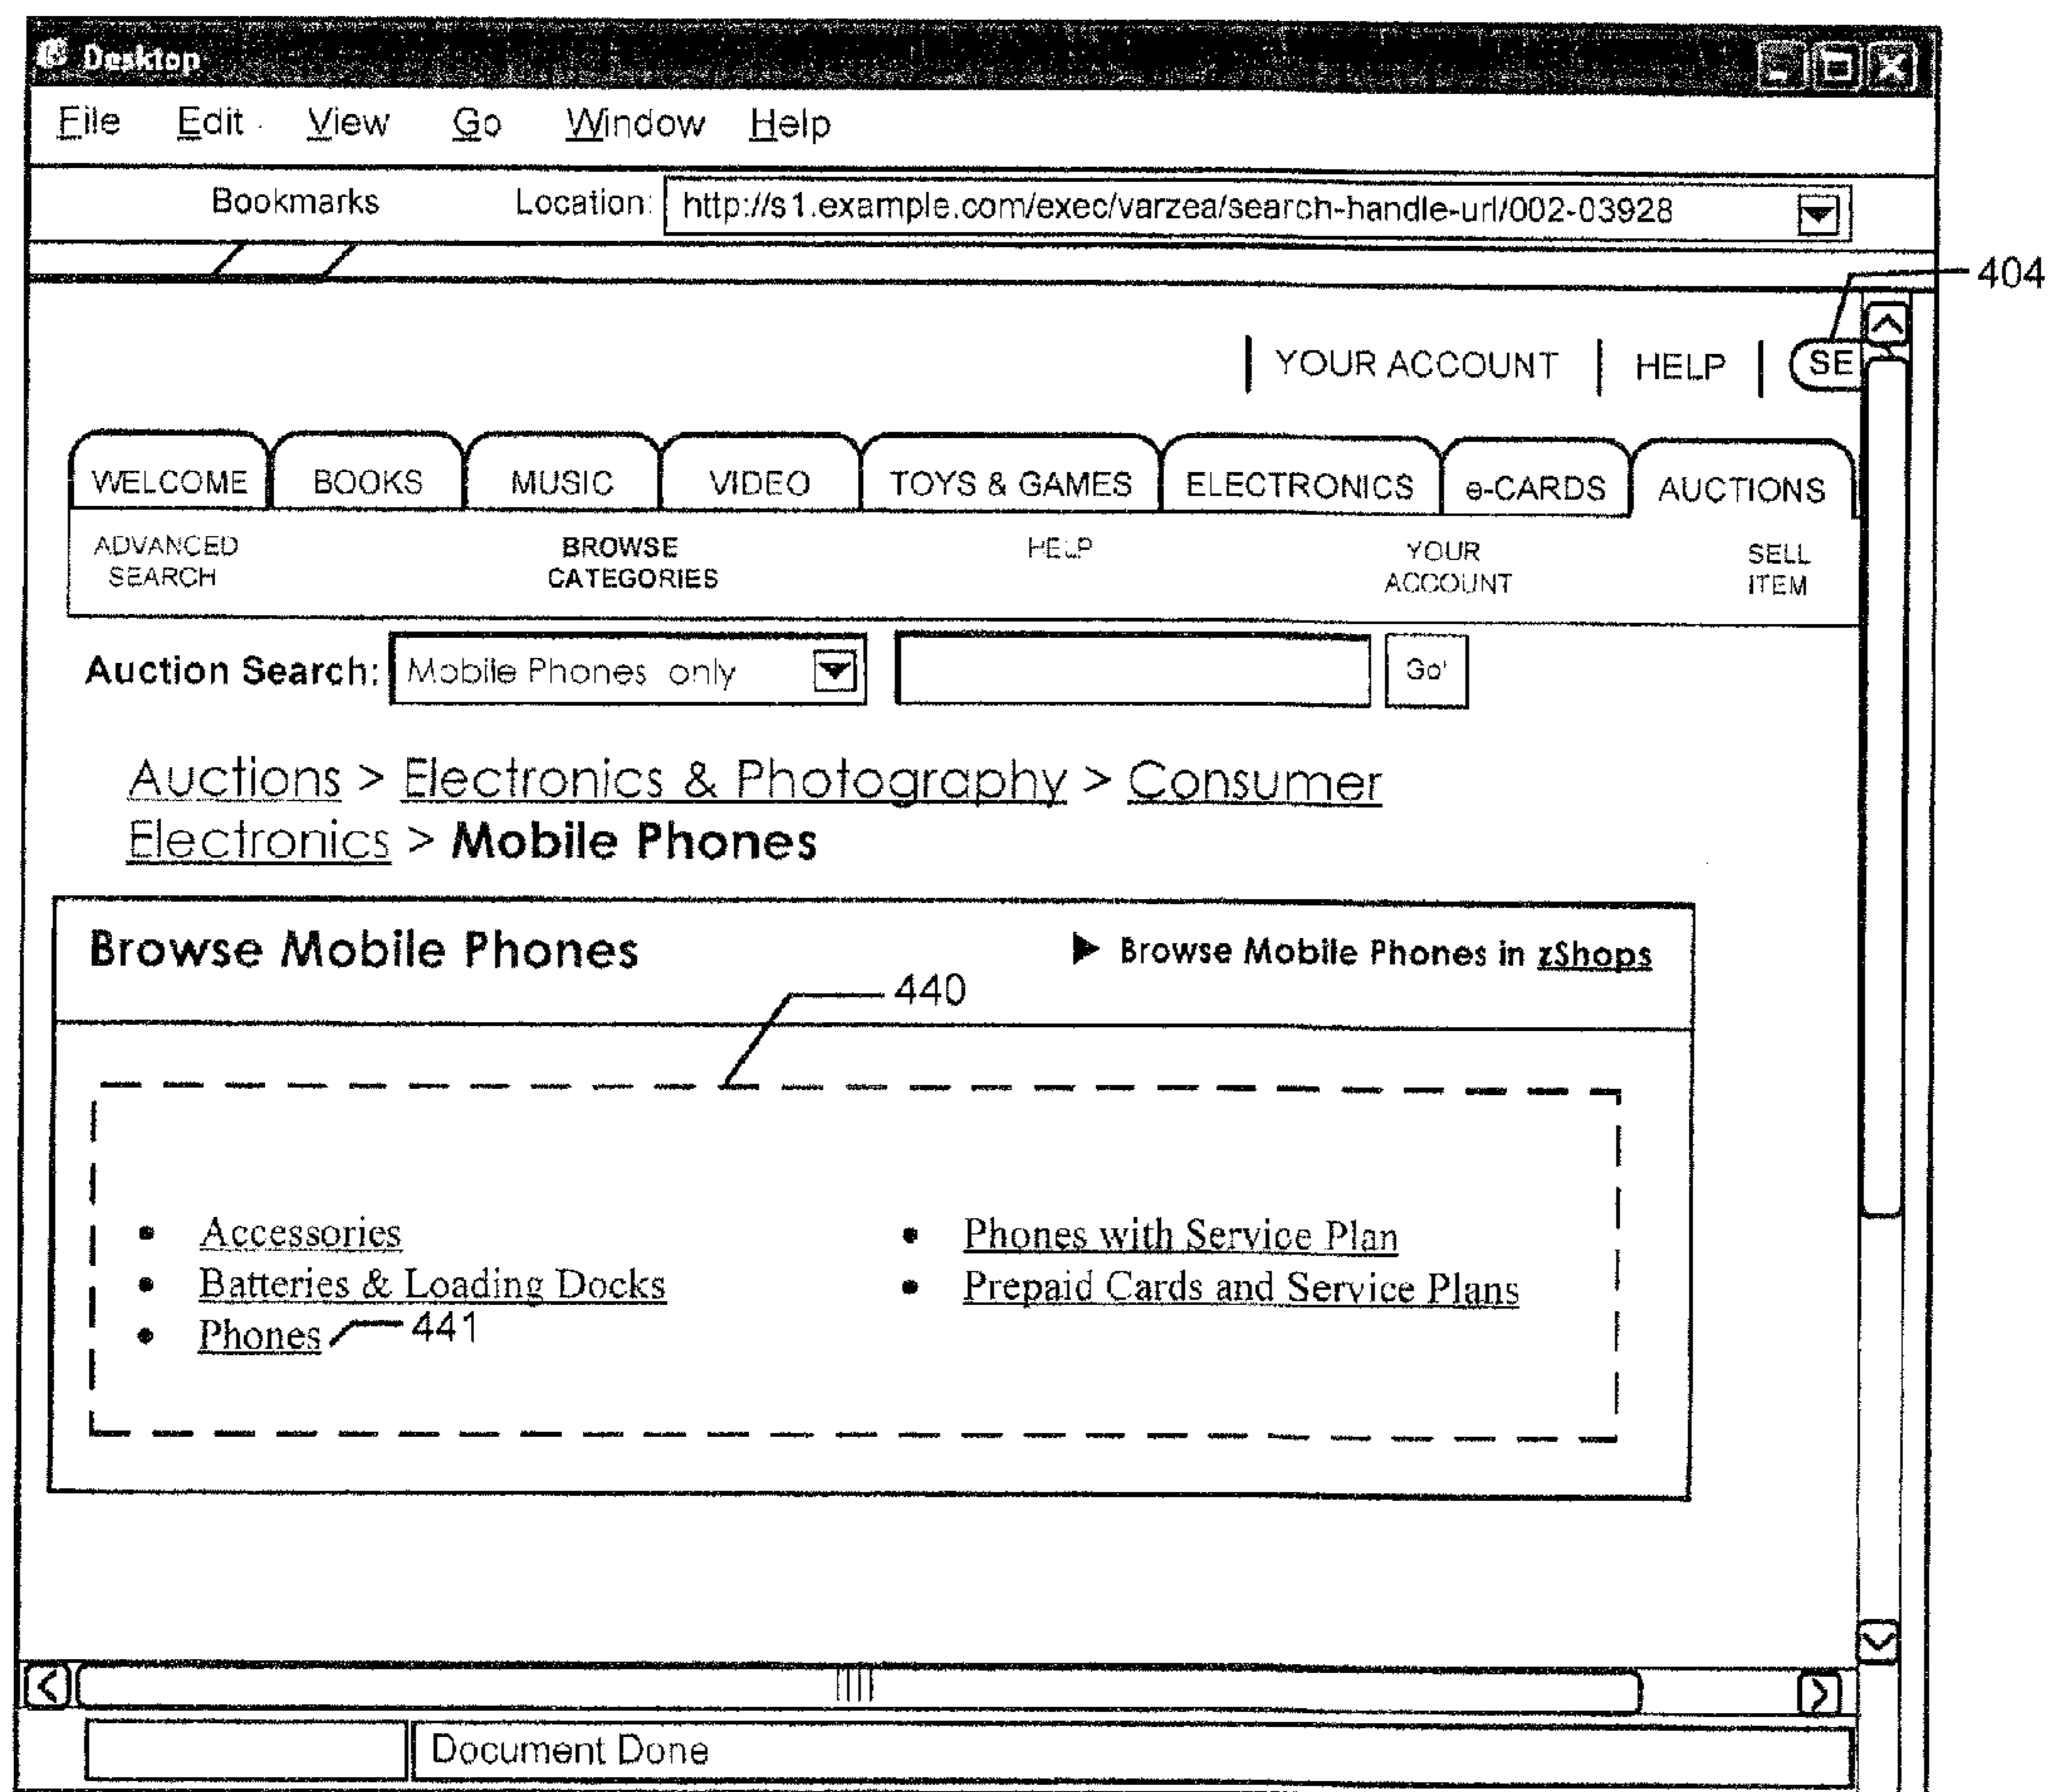 Desktop
File Edit View Go Window Help
Bookmarks Location: http://s1.example.com/exec/varzea/search-handle-url/002-03928
404
YOUR ACCOUNT HELP SE
WELCOME BOOKS MUSIC VIDEO TOYS & GAMES ELECTRONICS e-CARDS AUCTIONS
ADVANCED SEARCH BROWSE CATEGORIES HELP YOUR ACCOUNT SELL ITEM
Auction Search: Mobile Phones only Go!
Auctions > Electronics & Photography > Consumer
Electronics > Mobile Phones
Browse Mobile Phones ▶ Browse Mobile Phones in zShops
440
• Accessories
• Batteries & Loading Docks
• Phones 441
• Phones with Service Plan
• Prepaid Cards and Service Plans
Document Done